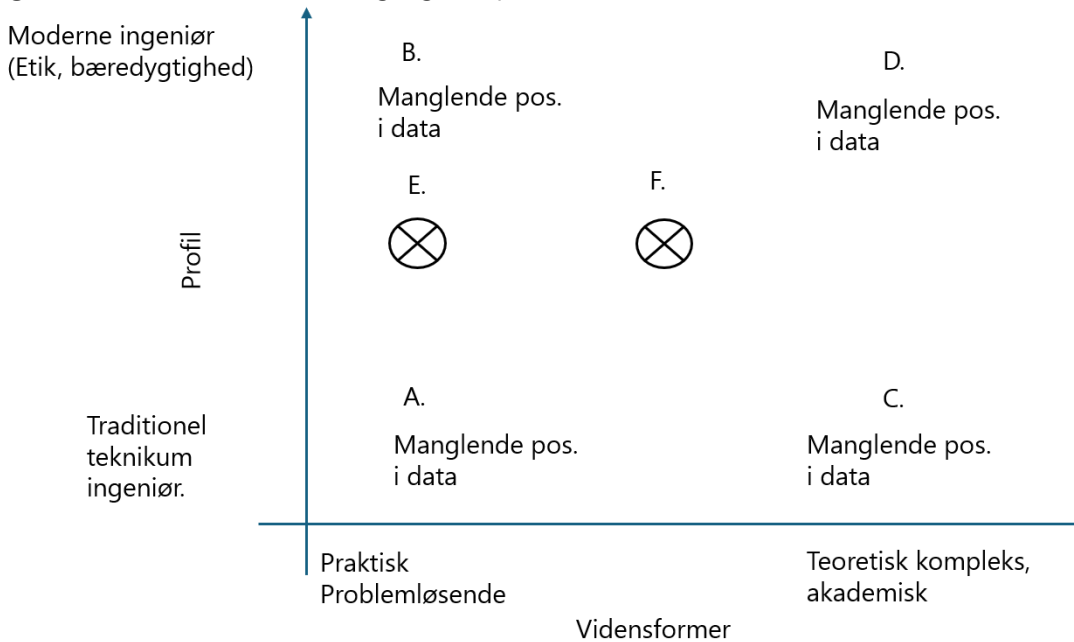 Moderne ingeniør
(Etik, bæredygtighed)
B.
Manglende pos.
i data
D.
Manglende pos.
i data
E.
F.
Profil
A.
Manglende pos.
i data
C.
Manglende pos.
i data
Traditionel
teknikum
ingeniør.
Praktisk
Problemløsende
Teoretisk kompleks,
akademisk
Vidensformer